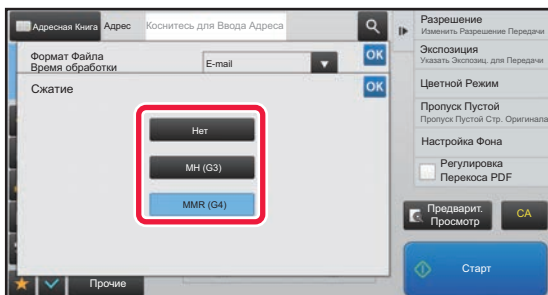 Адресная Книга
Адрес
Коснитесь для Ввода Адреса
Формат Файла
Время обработки
E-mail
OK
Сжатие
OK
Нет
MH (G3)
MMR (G4)
Прочие
Разрешение
Изменить Разрешение Передачи
Экспозиция
Указать Экспозиц. для Передачи
Цветной Режим
Пропуск Пустой
Пропуск Пустой Стр. Оригинала
Настройка Фона
Регулировка
Перекоса PDF
Предварит.
Просмотр
CA
Старт